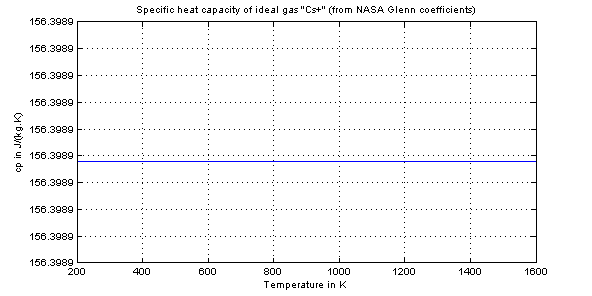 Specific heat capacity of ideal gas "Cs+" (from NASA Glenn coefficients)
156.3989
156.3989
156.3989
156.3989
156.3989
156.3989
156.3989
156.3989
156.3989
156.3989
cp in J/(kg.K)
200 400 600 800 1000 1200 1400 1600
Temperature in K